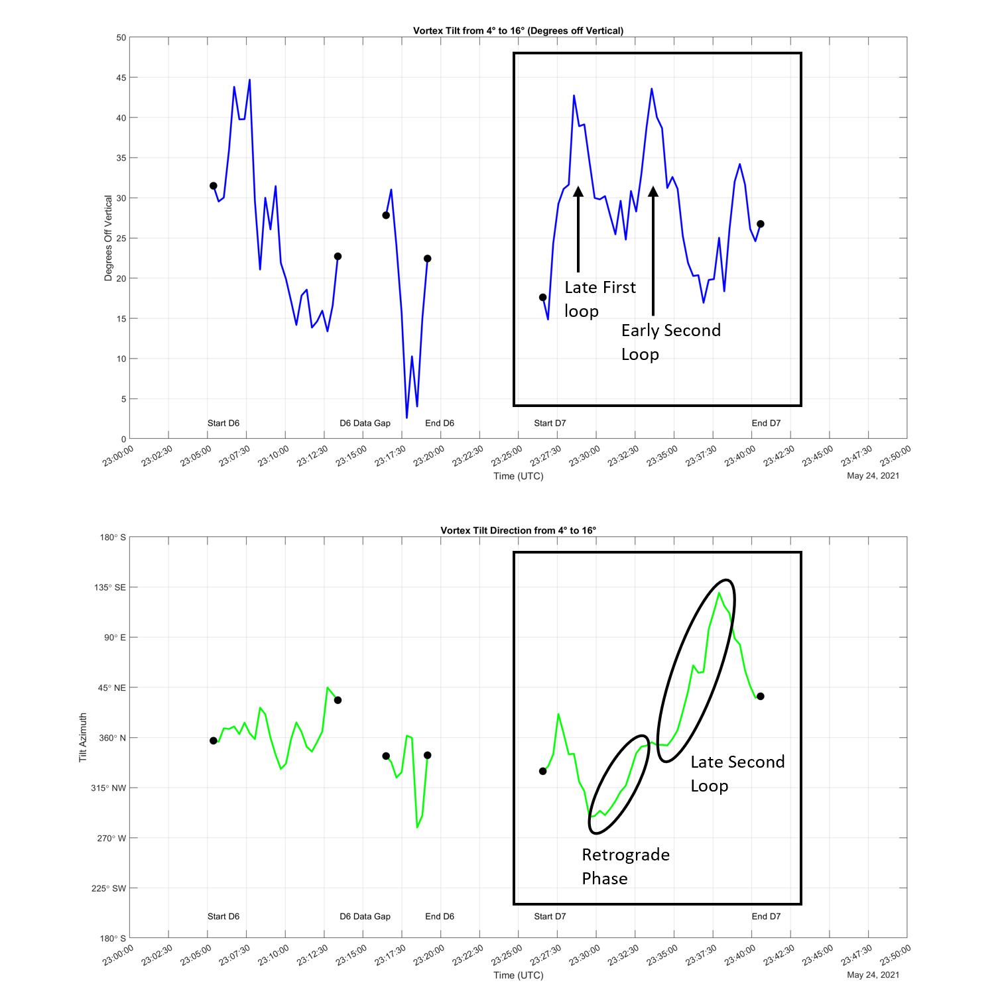 Vortex Tilt from 4° to 16° (Degrees off Vertical)
50
45
40
35
30
25
20
15
10
5
0
Degrees Off Vertical
Late First
loop
Early Second
Loop
Start D6
D6 Data Gap
End D6
Start D7
End D7
23:00:00
23:02:30
23:05:00
23:07:30
23:10:00
23:12:30
23:15:00
23:17:30
23:20:00
23:22:30
23:25:00
23:27:30
23:30:00
23:32:30
23:35:00
23:37:30
23:40:00
23:42:30
23:45:00
23:47:30
23:50:00
Time (UTC)
May 24, 2021
Vortex Tilt Direction from 4° to 16°
180° S
135° SE
90° E
45° NE
360° N
315° NW
270° W
225° SW
180° S
Tilt Azimuth
Late Second
Loop
Retrograde
Phase
Start D6
D6 Data Gap
End D6
Start D7
End D7
23:00:00
23:02:30
23:05:00
23:07:30
23:10:00
23:12:30
23:15:00
23:17:30
23:20:00
23:22:30
23:25:00
23:27:30
23:30:00
23:32:30
23:35:00
23:37:30
23:40:00
23:42:30
23:45:00
23:47:30
23:50:00
Time (UTC)
May 24, 2021